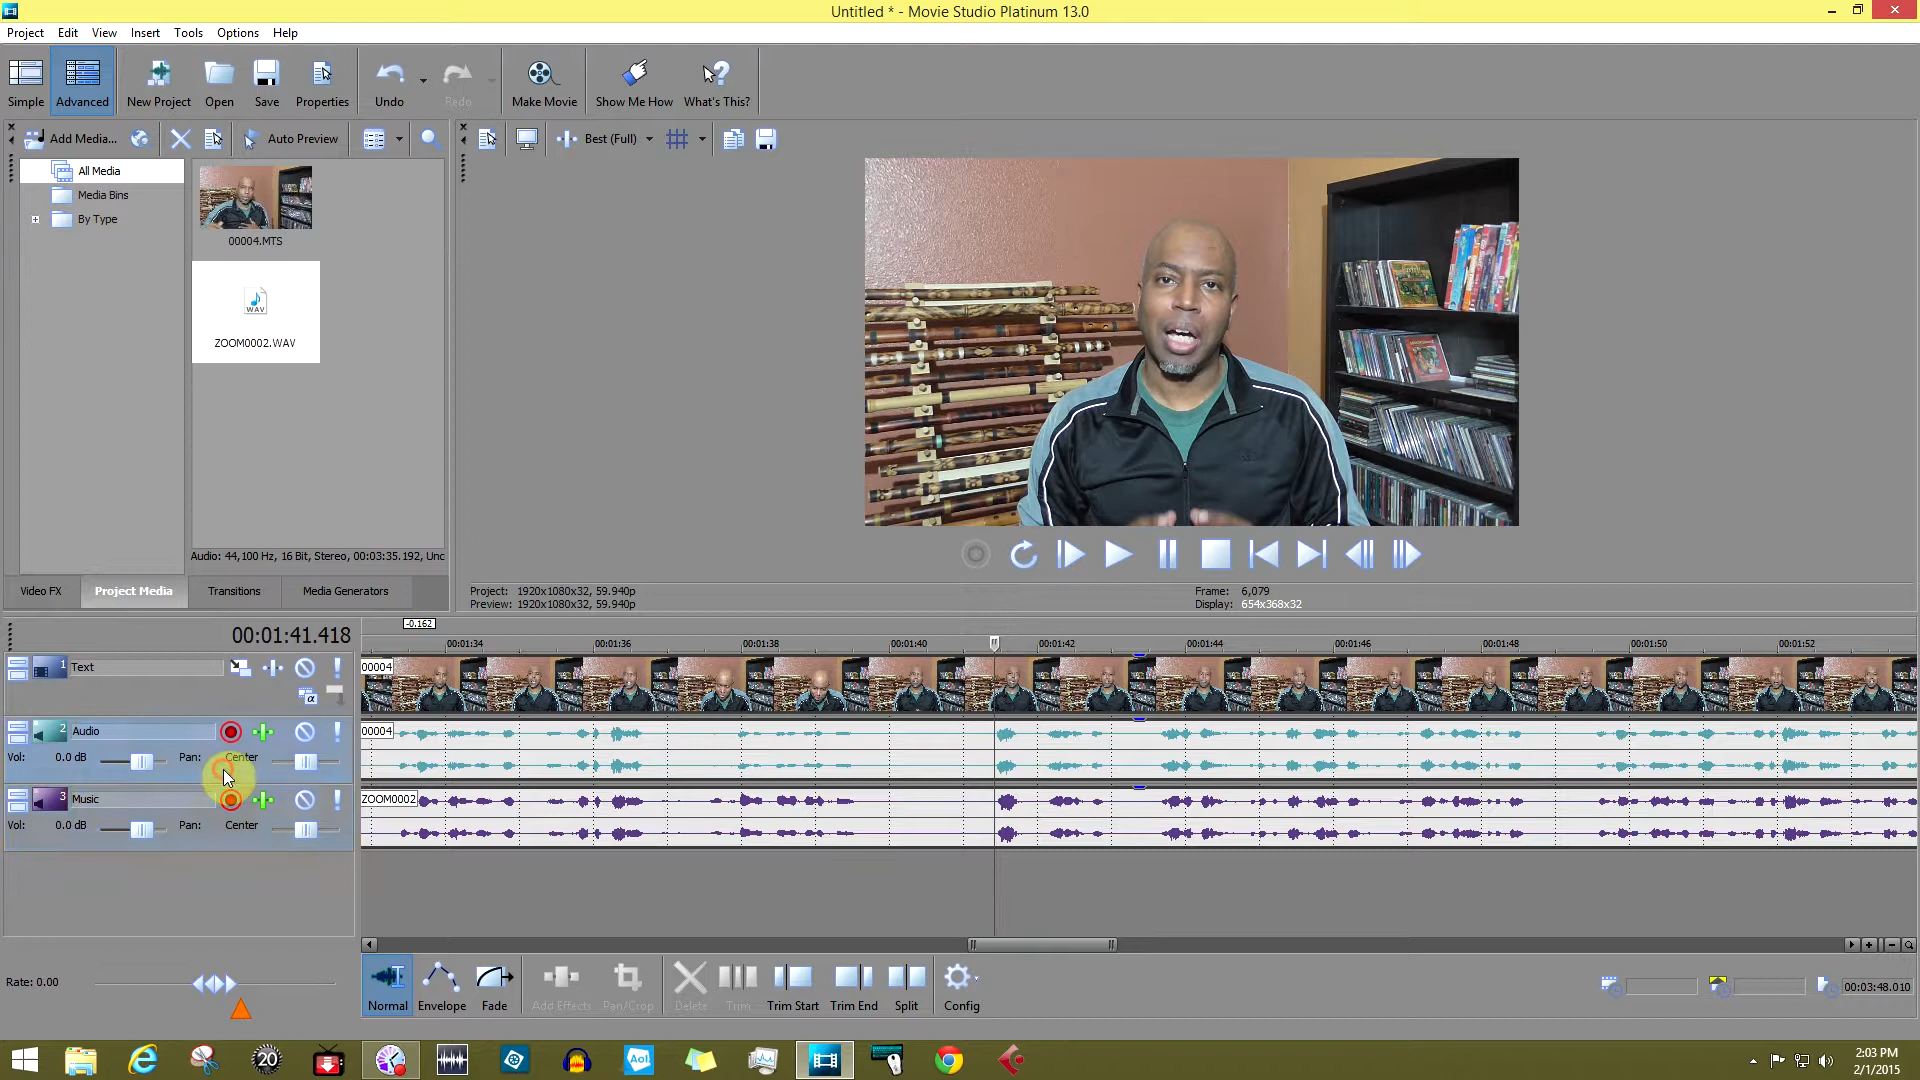 Untitled * - Movie Studio Platinum 13.0
Project Edit View Insert Tools Options Help
Simple Advanced New Project Open Save Properties Undo Redo Make Movie Show Me How What's This?
Add Media... Auto Preview Best (Full)
All Media
Media Bins
By Type
00004.MTS
WAV
ZOOM0002.WAV
Audio: 44,100 Hz, 16 Bit, Stereo, 00:03:35.192, Unc
Video FX Project Media Transitions Media Generators
Project: 1920x1080x32, 59.940p
Preview: 1920x1080x32, 59.940p
Frame: 6,079
Display: 654x368x32
00:01:41.418
-0.162
00:01:34 00:01:36 00:01:38 00:01:40 00:01:42 00:01:44 00:01:46 00:01:48 00:01:50 00:01:52
1 Text
00004
2 Audio
00004
Vol: 0.0 dB Pan: Center
3 Music
ZOOM0002
Vol: 0.0 dB Pan: Center
Rate: 0.00
Normal Envelope Fade Add Effects Pan/Crop Delete Trim Trim Start Trim End Split Config
00:03:48.010
20
Aol.
2:03 PM
2/1/2015